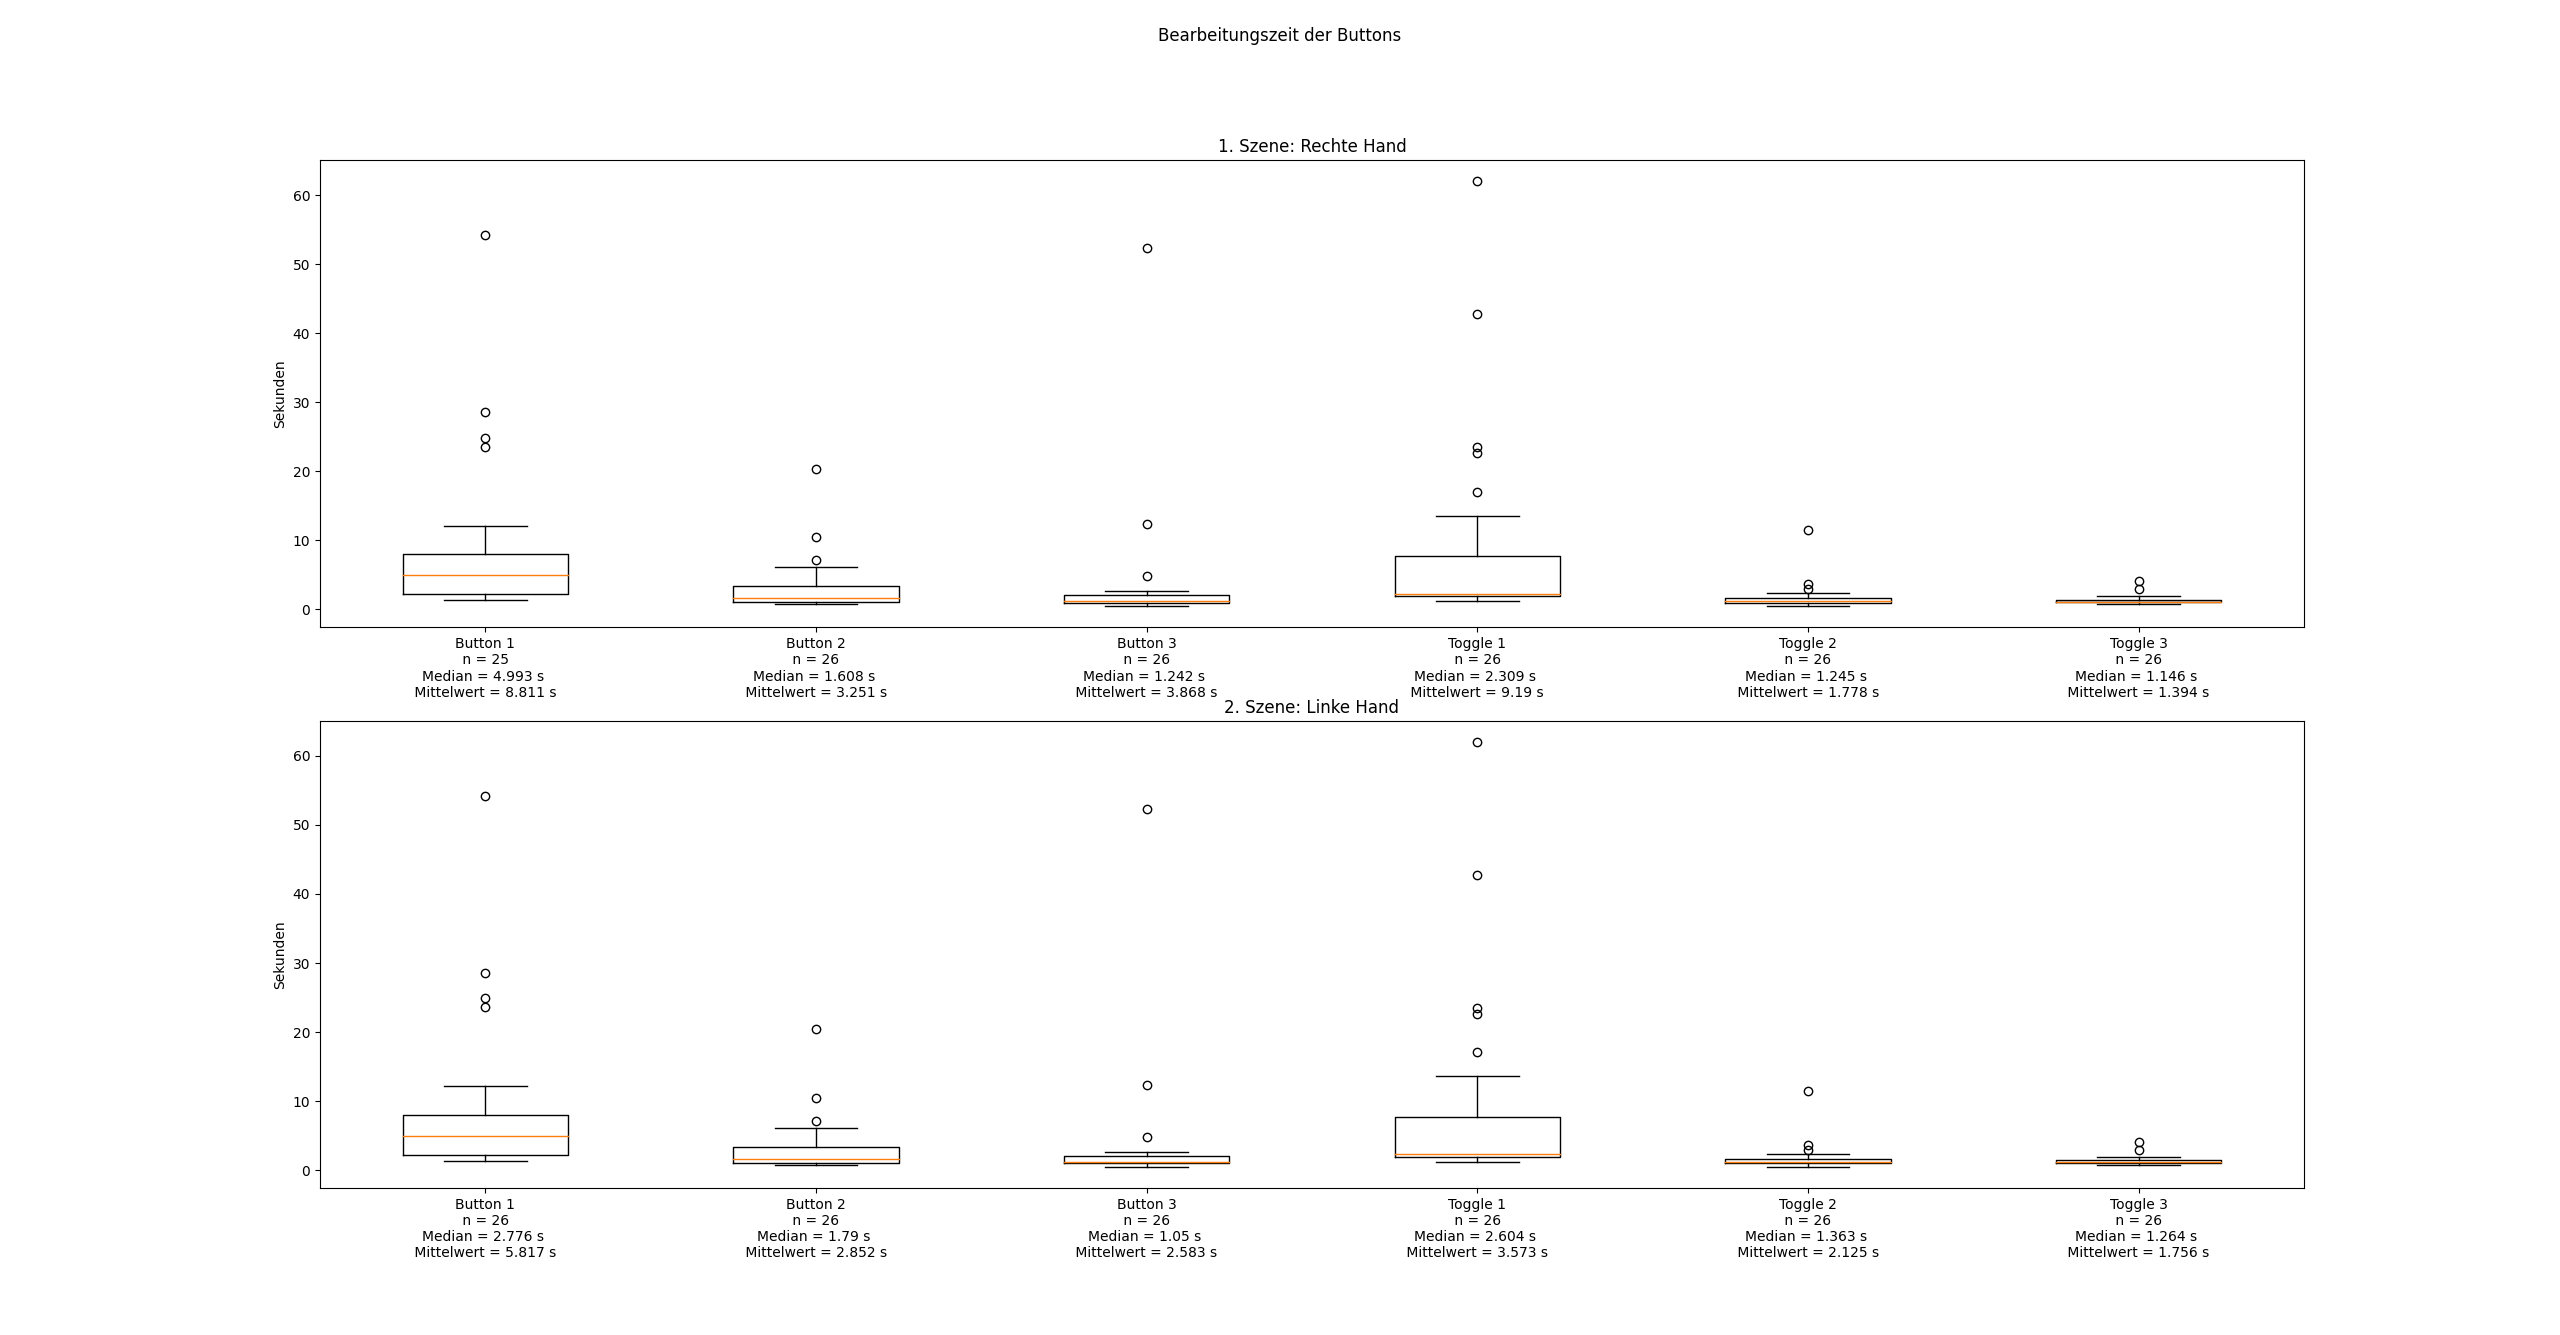 Bearbeitungszeit der Buttons
1. Szene: Rechte Hand
Sekunden
60
50
40
30
20
10
0
Button 1 Button 2 Button 3 Toggle 1 Toggle 2 Toggle 3
n = 25 n = 26 n = 26 n = 26 n = 26 n = 26
Median = 4.993 s Median = 1.608 s Median = 1.242 s Median = 2.309 s Median = 1.245 s Median = 1.146 s
Mittelwert = 8.811 s Mittelwert = 3.251 s Mittelwert = 3.868 s Mittelwert = 9.19 s Mittelwert = 1.778 s Mittelwert = 1.394 s
2. Szene: Linke Hand
Sekunden
60
50
40
30
20
10
0
Button 1 Button 2 Button 3 Toggle 1 Toggle 2 Toggle 3
n = 26 n = 26 n = 26 n = 26 n = 26 n = 26
Median = 2.776 s Median = 1.79 s Median = 1.05 s Median = 2.604 s Median = 1.363 s Median = 1.264 s
Mittelwert = 5.817 s Mittelwert = 2.852 s Mittelwert = 2.583 s Mittelwert = 3.573 s Mittelwert = 2.125 s Mittelwert = 1.756 s